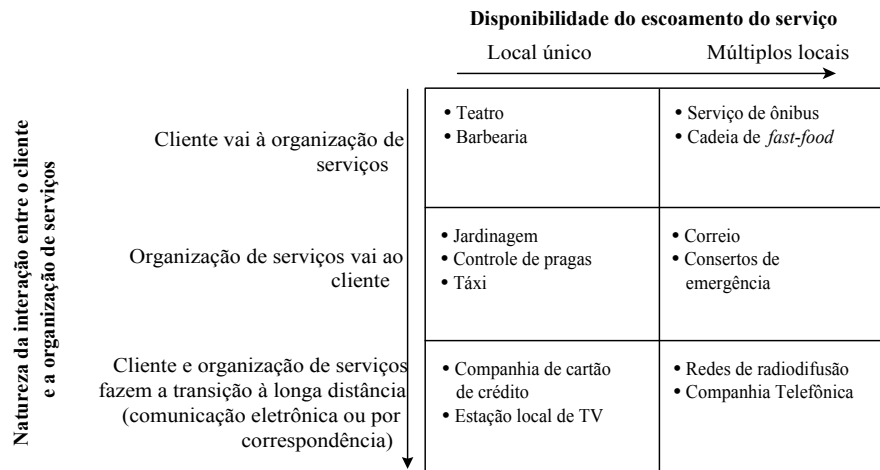 Disponibilidade do escoamento do serviço
Local único
Múltiplos locais
Natureza da interação entre o cliente
e a organização de serviços
Cliente vai à organização de
serviços
• Teatro
• Barbearia
• Serviço de ônibus
• Cadeia de fast-food
Organização de serviços vai ao
cliente
• Jardinagem
• Controle de pragas
• Táxi
• Correio
• Consertos de
emergência
Cliente e organização de serviços
fazem a transição à longa distância
(comunicação eletrônica ou por
correspondência)
• Companhia de cartão
de crédito
• Estação local de TV
• Redes de radiodifusão
• Companhia Telefônica